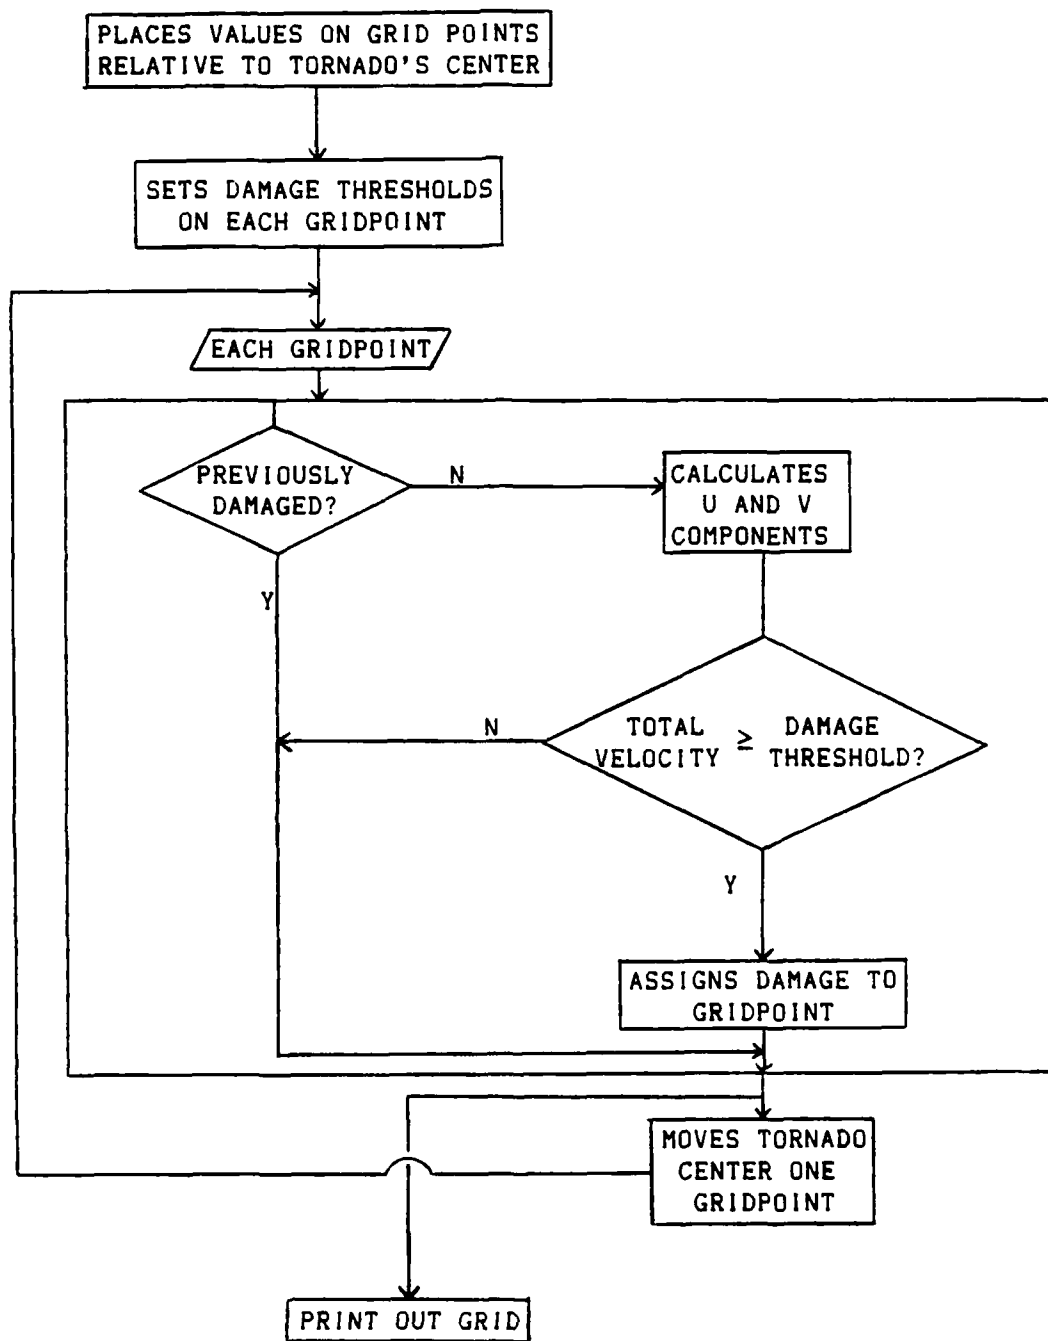 PLACES VALUES ON GRID POINTS
RELATIVE TO TORNADO'S CENTER
SETS DAMAGE THRESHOLDS
ON EACH GRIDPOINT
EACH GRIDPOINT
PREVIOUSLY
DAMAGED?
N
CALCULATES
U AND V
COMPONENTS
Y
N
TOTAL
VELOCITY
≥
DAMAGE
THRESHOLD?
Y
ASSIGNS DAMAGE TO
GRIDPOINT
MOVES TORNADO
CENTER ONE
GRIDPOINT
PRINT OUT GRID